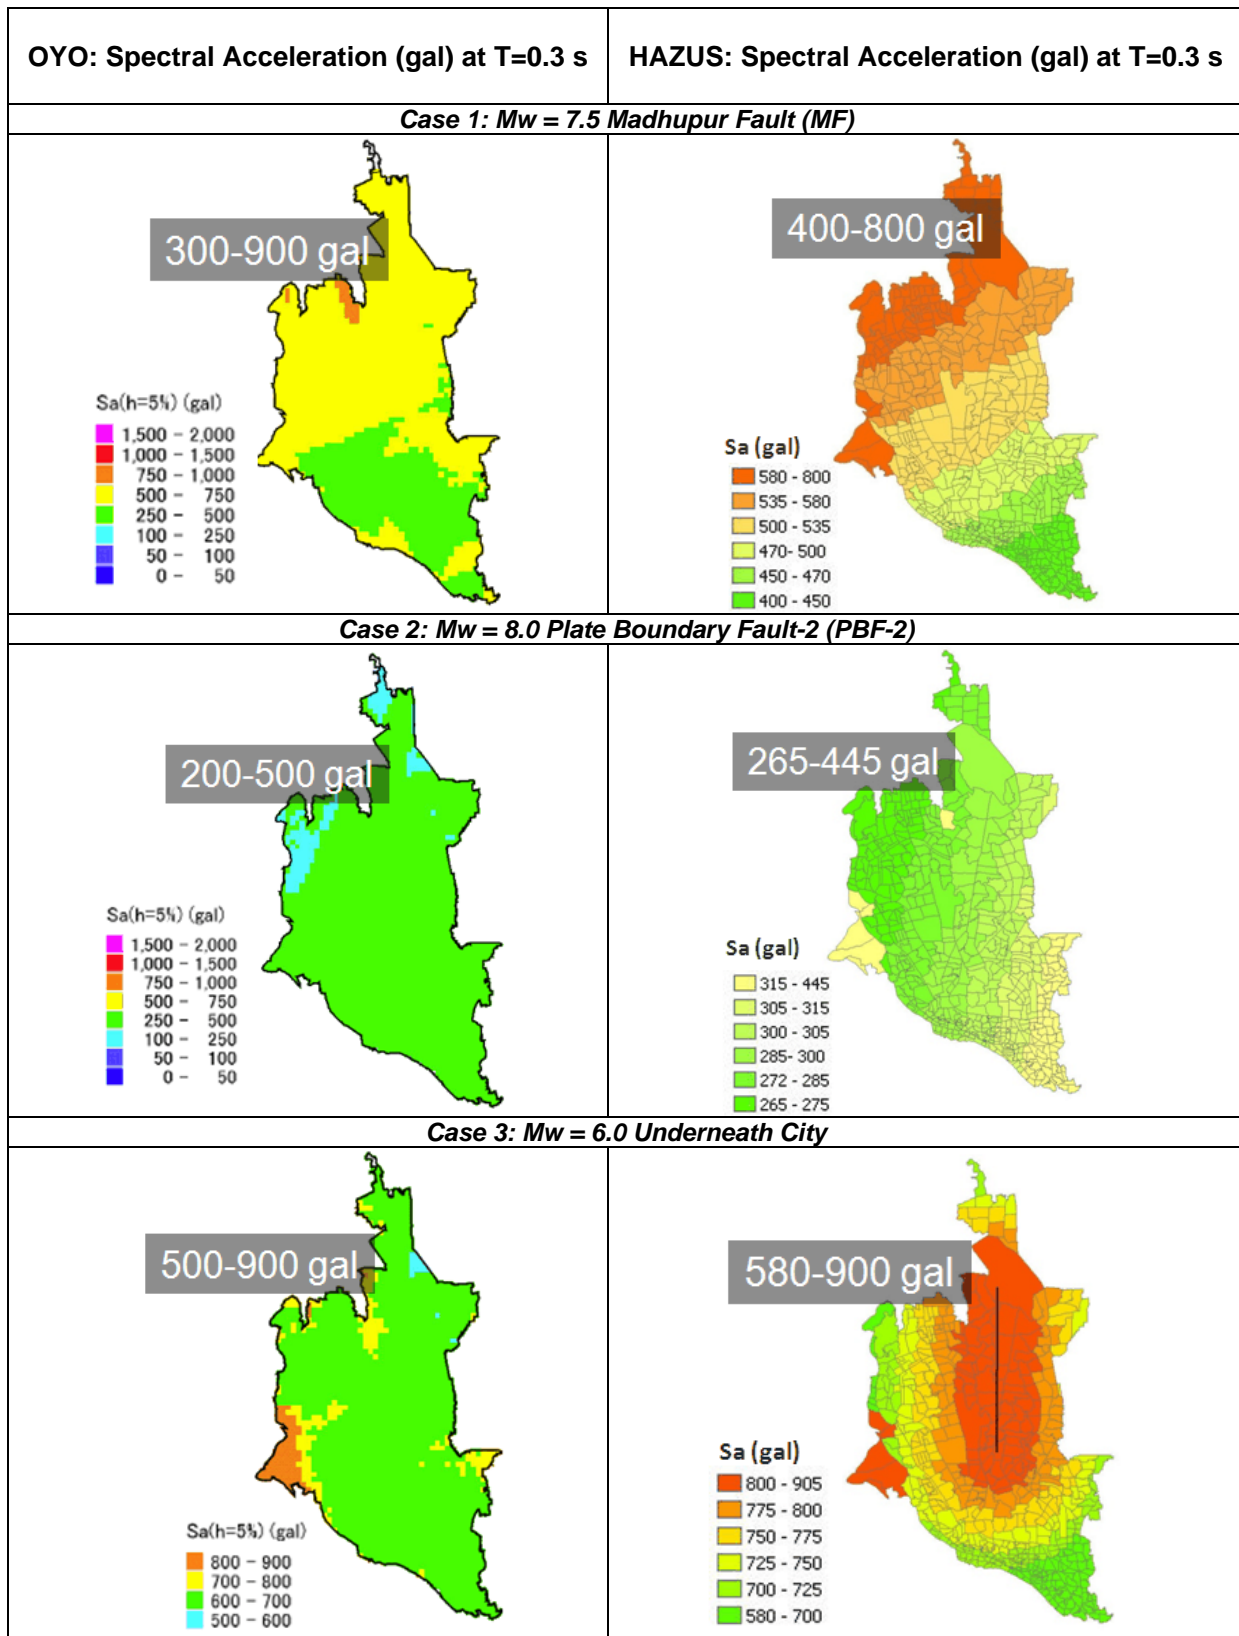 OYO: Spectral Acceleration (gal) at T=0.3 s
HAZUS: Spectral Acceleration (gal) at T=0.3 s
Case 1: Mw = 7.5 Madhupur Fault (MF)
300-900 gal
Sa(h=5%) (gal)
1,500 - 2,000
1,000 - 1,500
750 - 1,000
500 - 750
250 - 500
100 - 250
50 - 100
0 - 50
400-800 gal
Sa (gal)
580 - 800
535 - 580
500 - 535
470- 500
450 - 470
400 - 450
Case 2: Mw = 8.0 Plate Boundary Fault-2 (PBF-2)
200-500 gal
Sa(h=5%) (gal)
1,500 - 2,000
1,000 - 1,500
750 - 1,000
500 - 750
250 - 500
100 - 250
50 - 100
0 - 50
265-445 gal
Sa (gal)
315 - 445
305 - 315
300 - 305
285- 300
272 - 285
265 - 275
Case 3: Mw = 6.0 Underneath City
500-900 gal
Sa(h=5%) (gal)
800 - 900
700 - 800
600 - 700
500 - 600
580-900 gal
Sa (gal)
800 - 905
775 - 800
750 - 775
725 - 750
700 - 725
580 - 700